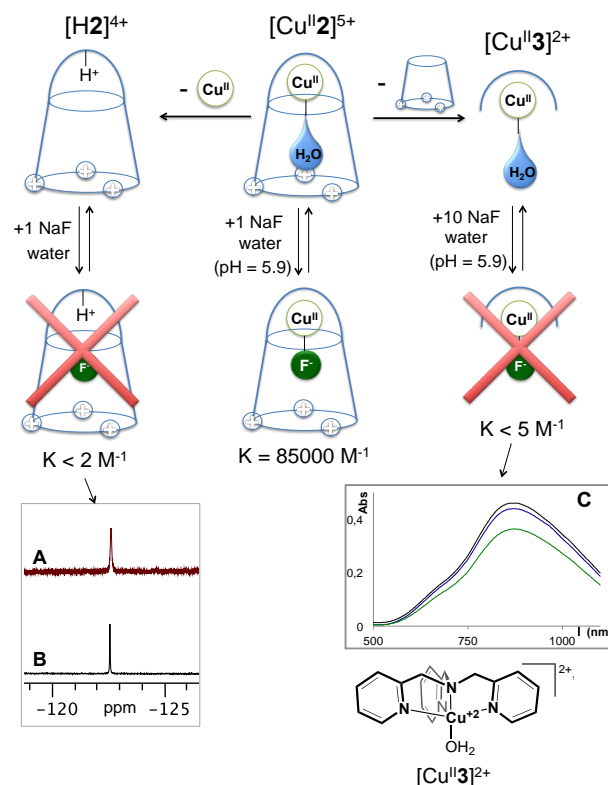 [H2]⁴⁺ [Cuᴵᴵ2]⁵⁺ [Cuᴵᴵ3]²⁺
H⁺
- Cuᴵᴵ
Cuᴵᴵ
H₂O
-
Cuᴵᴵ
H₂O
+1 NaF
water
+1 NaF
water
(pH = 5.9)
+10 NaF
water
(pH = 5.9)
H⁺
F⁻
Cuᴵᴵ
F⁻
Cuᴵᴵ
K < 2 M⁻¹
K = 85000 M⁻¹
K < 5 M⁻¹
A
B
−120 ppm −125
Abs
C
0,4
0,2
0
500 750 1000 l (nm
N
N
N
N
Cu⁺²
OH₂
2+
[Cuᴵᴵ3]²⁺